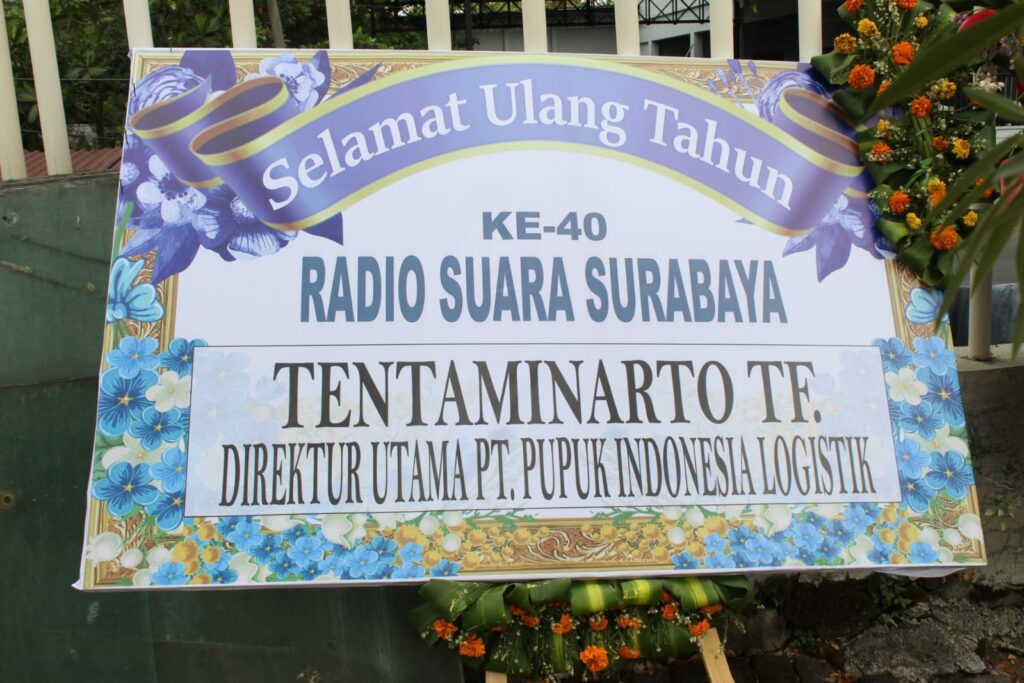 Selamat Ulang Tahun
KE-40
RADIO SUARA SURABAYA
TENTAMINARTO TF.
DIREKTUR UTAMA PT. PUPUK INDONESIA LOGISTIK